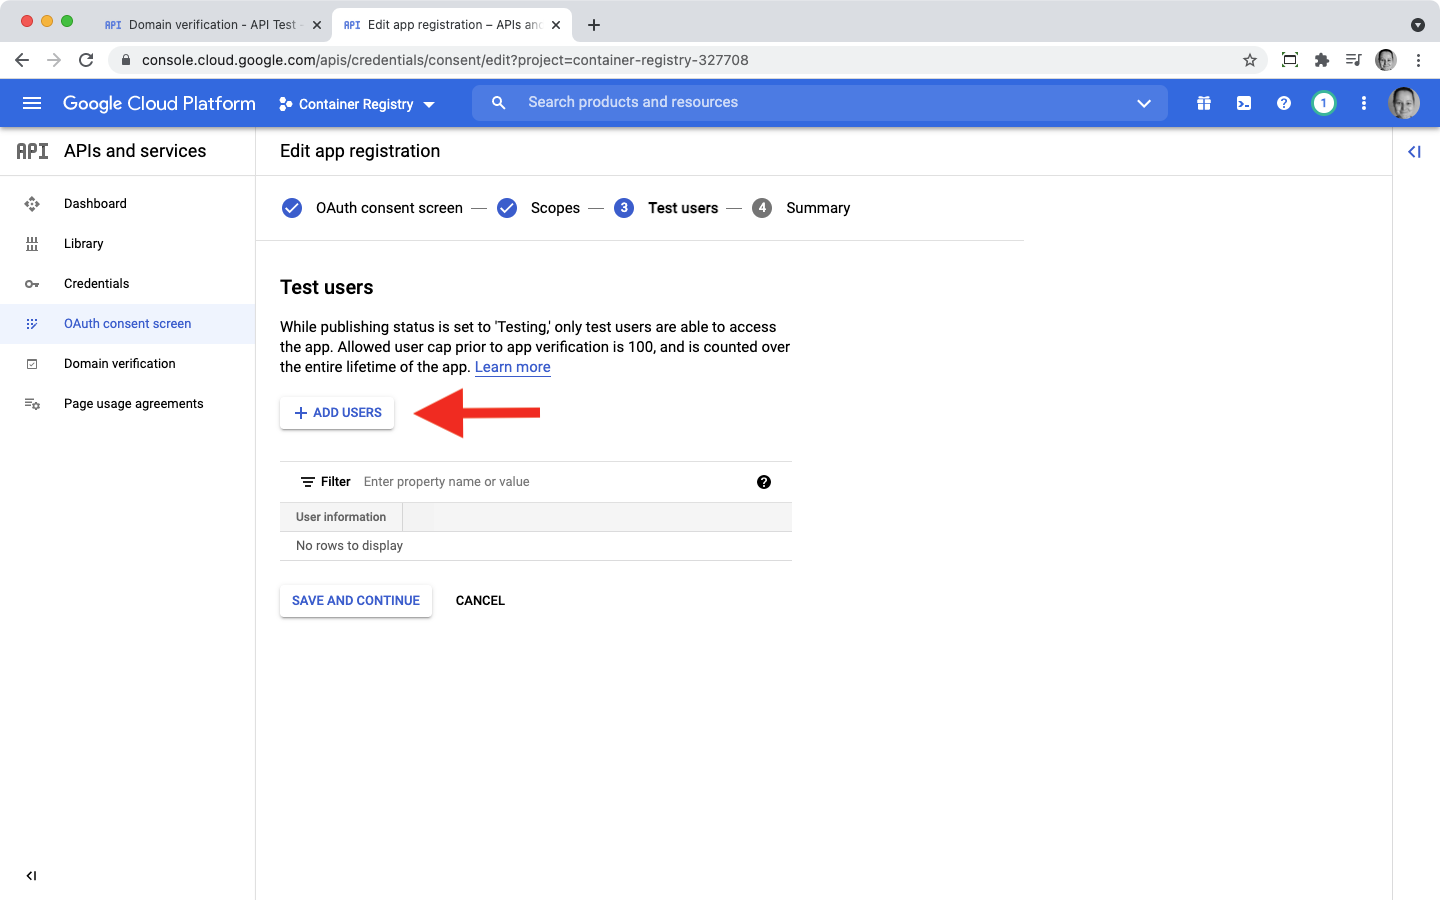 API Domain verification - API Test -
API Edit app registration – APIs and
console.cloud.google.com/apis/credentials/consent/edit?project=container-registry-327708
Google Cloud Platform
Container Registry
Search products and resources
1
API APIs and services
Edit app registration
Dashboard
Library
Credentials
OAuth consent screen
Domain verification
Page usage agreements
OAuth consent screen — Scopes — 3 Test users — 4 Summary
Test users
While publishing status is set to 'Testing,' only test users are able to access
the app. Allowed user cap prior to app verification is 100, and is counted over
the entire lifetime of the app. Learn more
+ ADD USERS
Filter Enter property name or value
User information
No rows to display
SAVE AND CONTINUE CANCEL